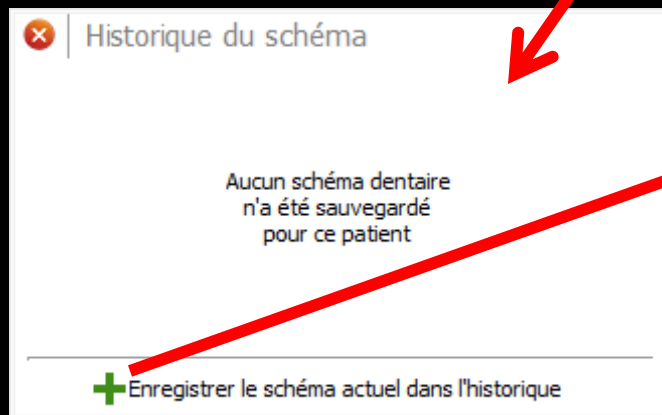 Historique du schéma
Aucun schéma dentaire
n'a été sauvegardé
pour ce patient
Enregistrer le schéma actuel dans l'historique